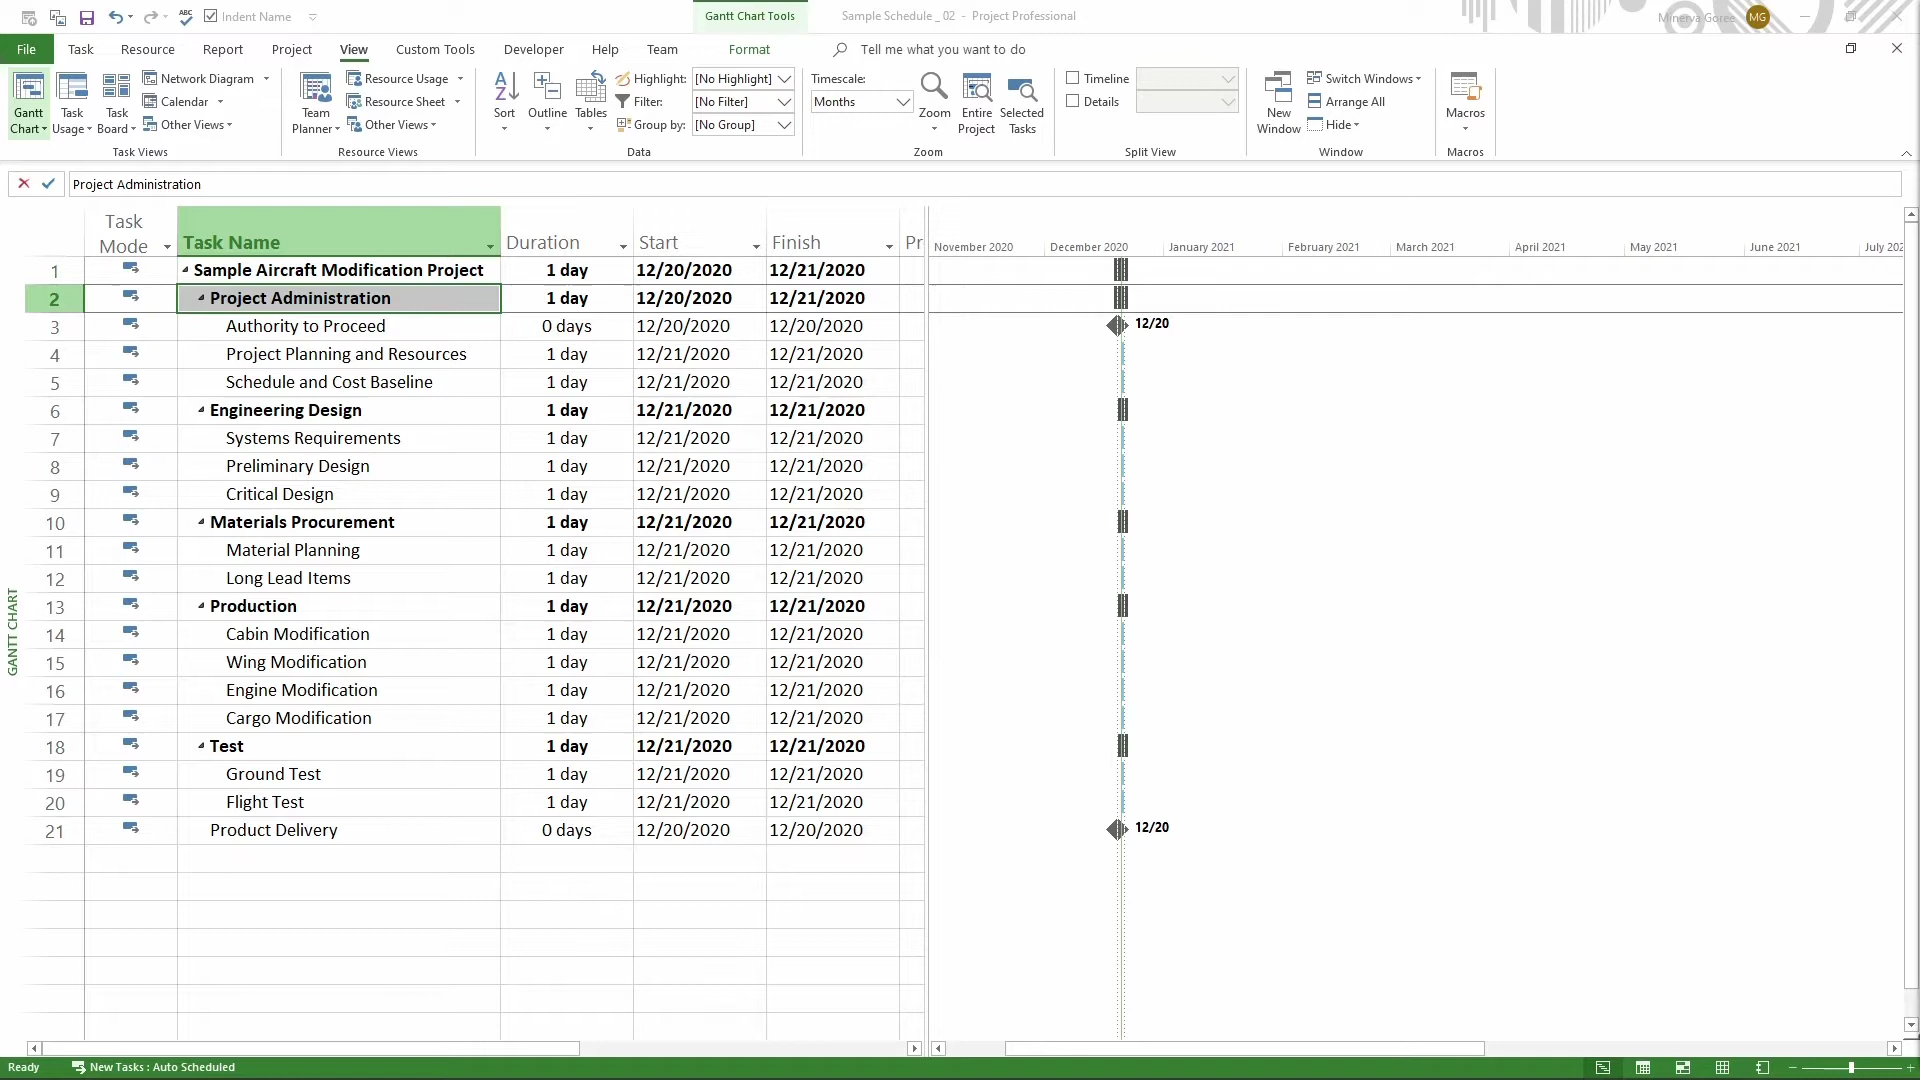 ABC
Indent Name
Gantt Chart Tools
Sample Schedule _ 02 - Project Professional
Minerva Goree
MG
File
Task
Resource
Report
Project
View
Custom Tools
Developer
Help
Team
Format
Tell me what you want to do
Gantt
Chart
Task
Usage
Task
Board
Network Diagram
Calendar
Other Views
Task Views
Team
Planner
Resource Usage
Resource Sheet
Other Views
Resource Views
A
Z
Sort
Outline
Tables
Highlight: [No Highlight]
Filter: [No Filter]
Group by: [No Group]
Data
Timescale:
Months
Zoom
Entire
Project
Selected
Tasks
Zoom
Timeline
Details
Split View
New
Window
Switch Windows
Arrange All
Hide
Window
Macros
Macros
Project Administration
Task Mode
Task Name
Duration
Start
Finish
Pr
November 2020
December 2020
January 2021
February 2021
March 2021
April 2021
May 2021
June 2021
July 202
1 Sample Aircraft Modification Project 1 day 12/20/2020 12/21/2020
2 Project Administration 1 day 12/20/2020 12/21/2020
3 Authority to Proceed 0 days 12/20/2020 12/20/2020 12/20
4 Project Planning and Resources 1 day 12/21/2020 12/21/2020
5 Schedule and Cost Baseline 1 day 12/21/2020 12/21/2020
6 Engineering Design 1 day 12/21/2020 12/21/2020
7 Systems Requirements 1 day 12/21/2020 12/21/2020
8 Preliminary Design 1 day 12/21/2020 12/21/2020
9 Critical Design 1 day 12/21/2020 12/21/2020
10 Materials Procurement 1 day 12/21/2020 12/21/2020
11 Material Planning 1 day 12/21/2020 12/21/2020
12 Long Lead Items 1 day 12/21/2020 12/21/2020
13 Production 1 day 12/21/2020 12/21/2020
14 Cabin Modification 1 day 12/21/2020 12/21/2020
15 Wing Modification 1 day 12/21/2020 12/21/2020
16 Engine Modification 1 day 12/21/2020 12/21/2020
17 Cargo Modification 1 day 12/21/2020 12/21/2020
18 Test 1 day 12/21/2020 12/21/2020
19 Ground Test 1 day 12/21/2020 12/21/2020
20 Flight Test 1 day 12/21/2020 12/21/2020
21 Product Delivery 0 days 12/20/2020 12/20/2020 12/20
GANTT CHART
Ready
New Tasks : Auto Scheduled